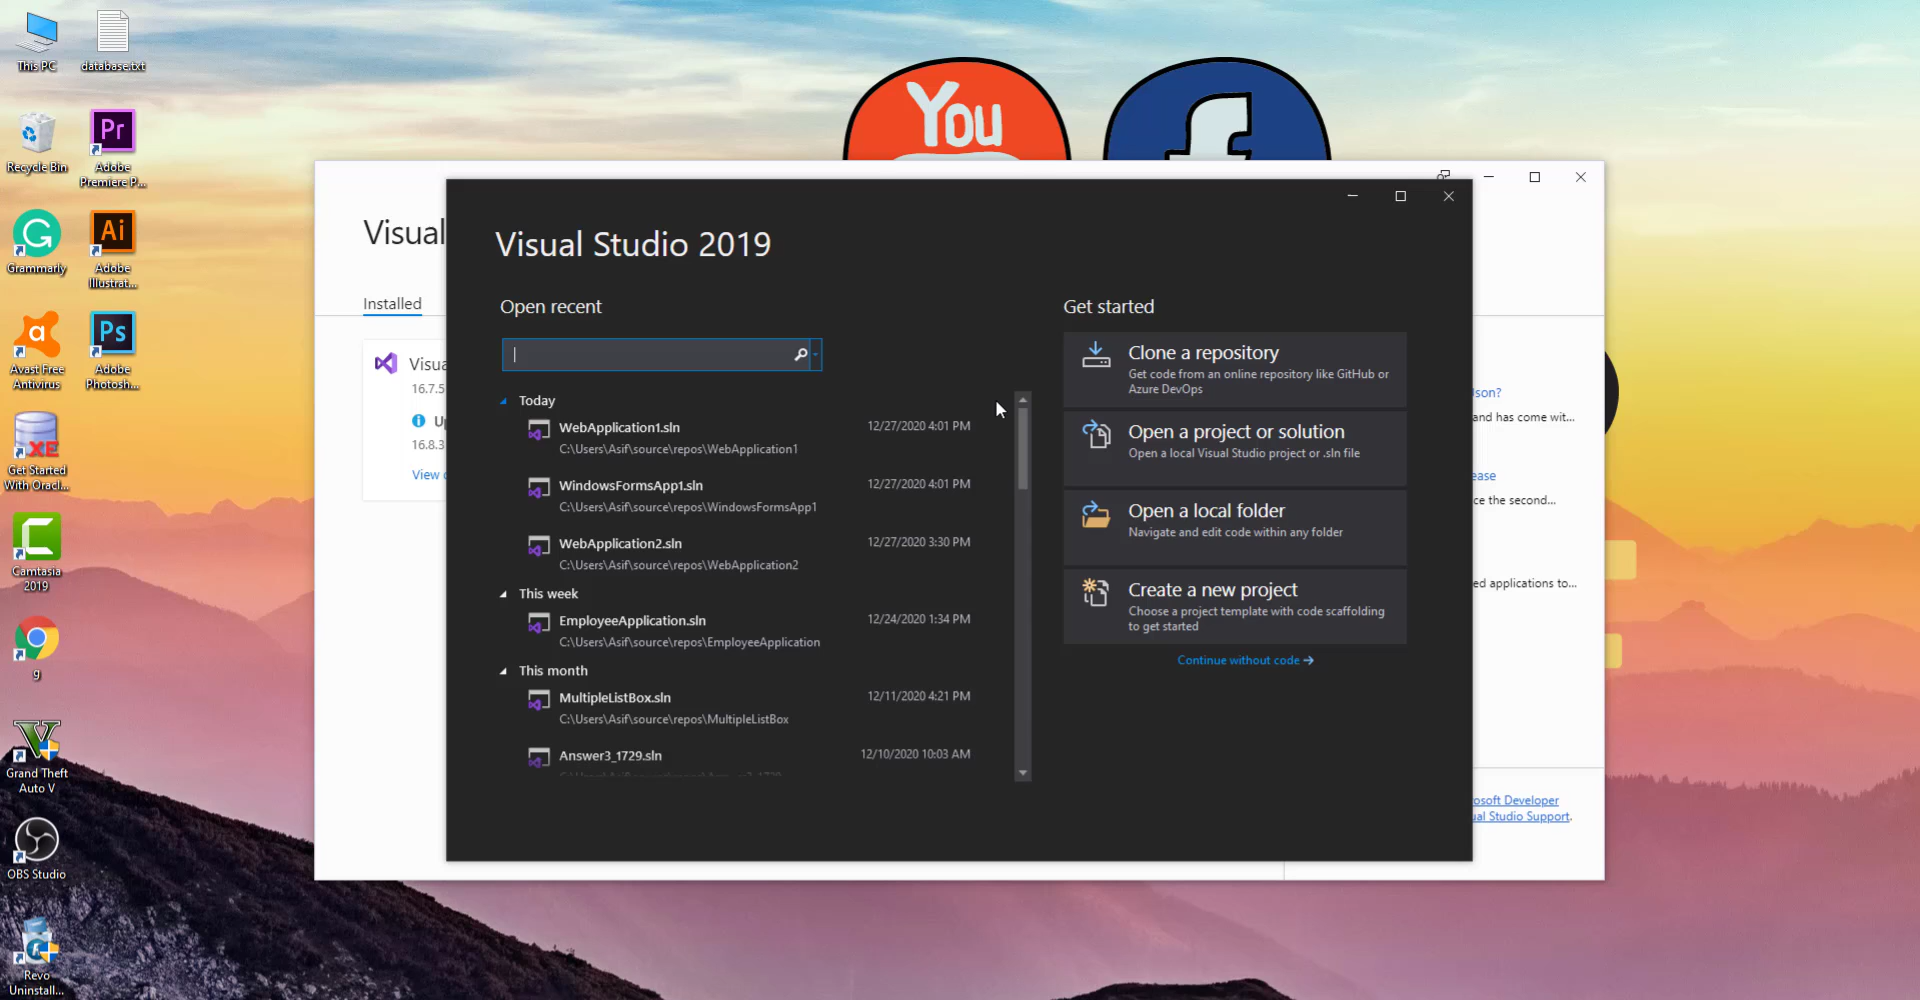 This PC
database.txt
Recycle Bin
Pr
Adobe
Premiere P...
Grammarly
Ai
Adobe
Illustrat...
Avast Free
Antivirus
Ps
Adobe
Photosh...
XE
Get Started
With Oracl...
Camtasia
2019
g
Grand Theft
Auto V
OBS Studio
Revo
Uninstall...
You
Visual
Installed
16.7.5
16.8.3
View
Visual Studio 2019
Open recent
Today
WebApplication1.sln
12/27/2020 4:01 PM
C:\Users\Asif\source\repos\WebApplication1
WindowsFormsApp1.sln
12/27/2020 4:01 PM
C:\Users\Asif\source\repos\WindowsFormsApp1
WebApplication2.sln
12/27/2020 3:30 PM
C:\Users\Asif\source\repos\WebApplication2
This week
EmployeeApplication.sln
12/24/2020 1:34 PM
C:\Users\Asif\source\repos\EmployeeApplication
This month
MultipleListBox.sln
12/11/2020 4:21 PM
C:\Users\Asif\source\repos\MultipleListBox
Answer3_1729.sln
12/10/2020 10:03 AM
Get started
Clone a repository
Get code from an online repository like GitHub or
Azure DevOps
Open a project or solution
Open a local Visual Studio project or .sln file
Open a local folder
Navigate and edit code within any folder
Create a new project
Choose a project template with code scaffolding
to get started
Continue without code
and has come wit...
ce the second...
ed applications to...
osoft Developer
ual Studio Support.